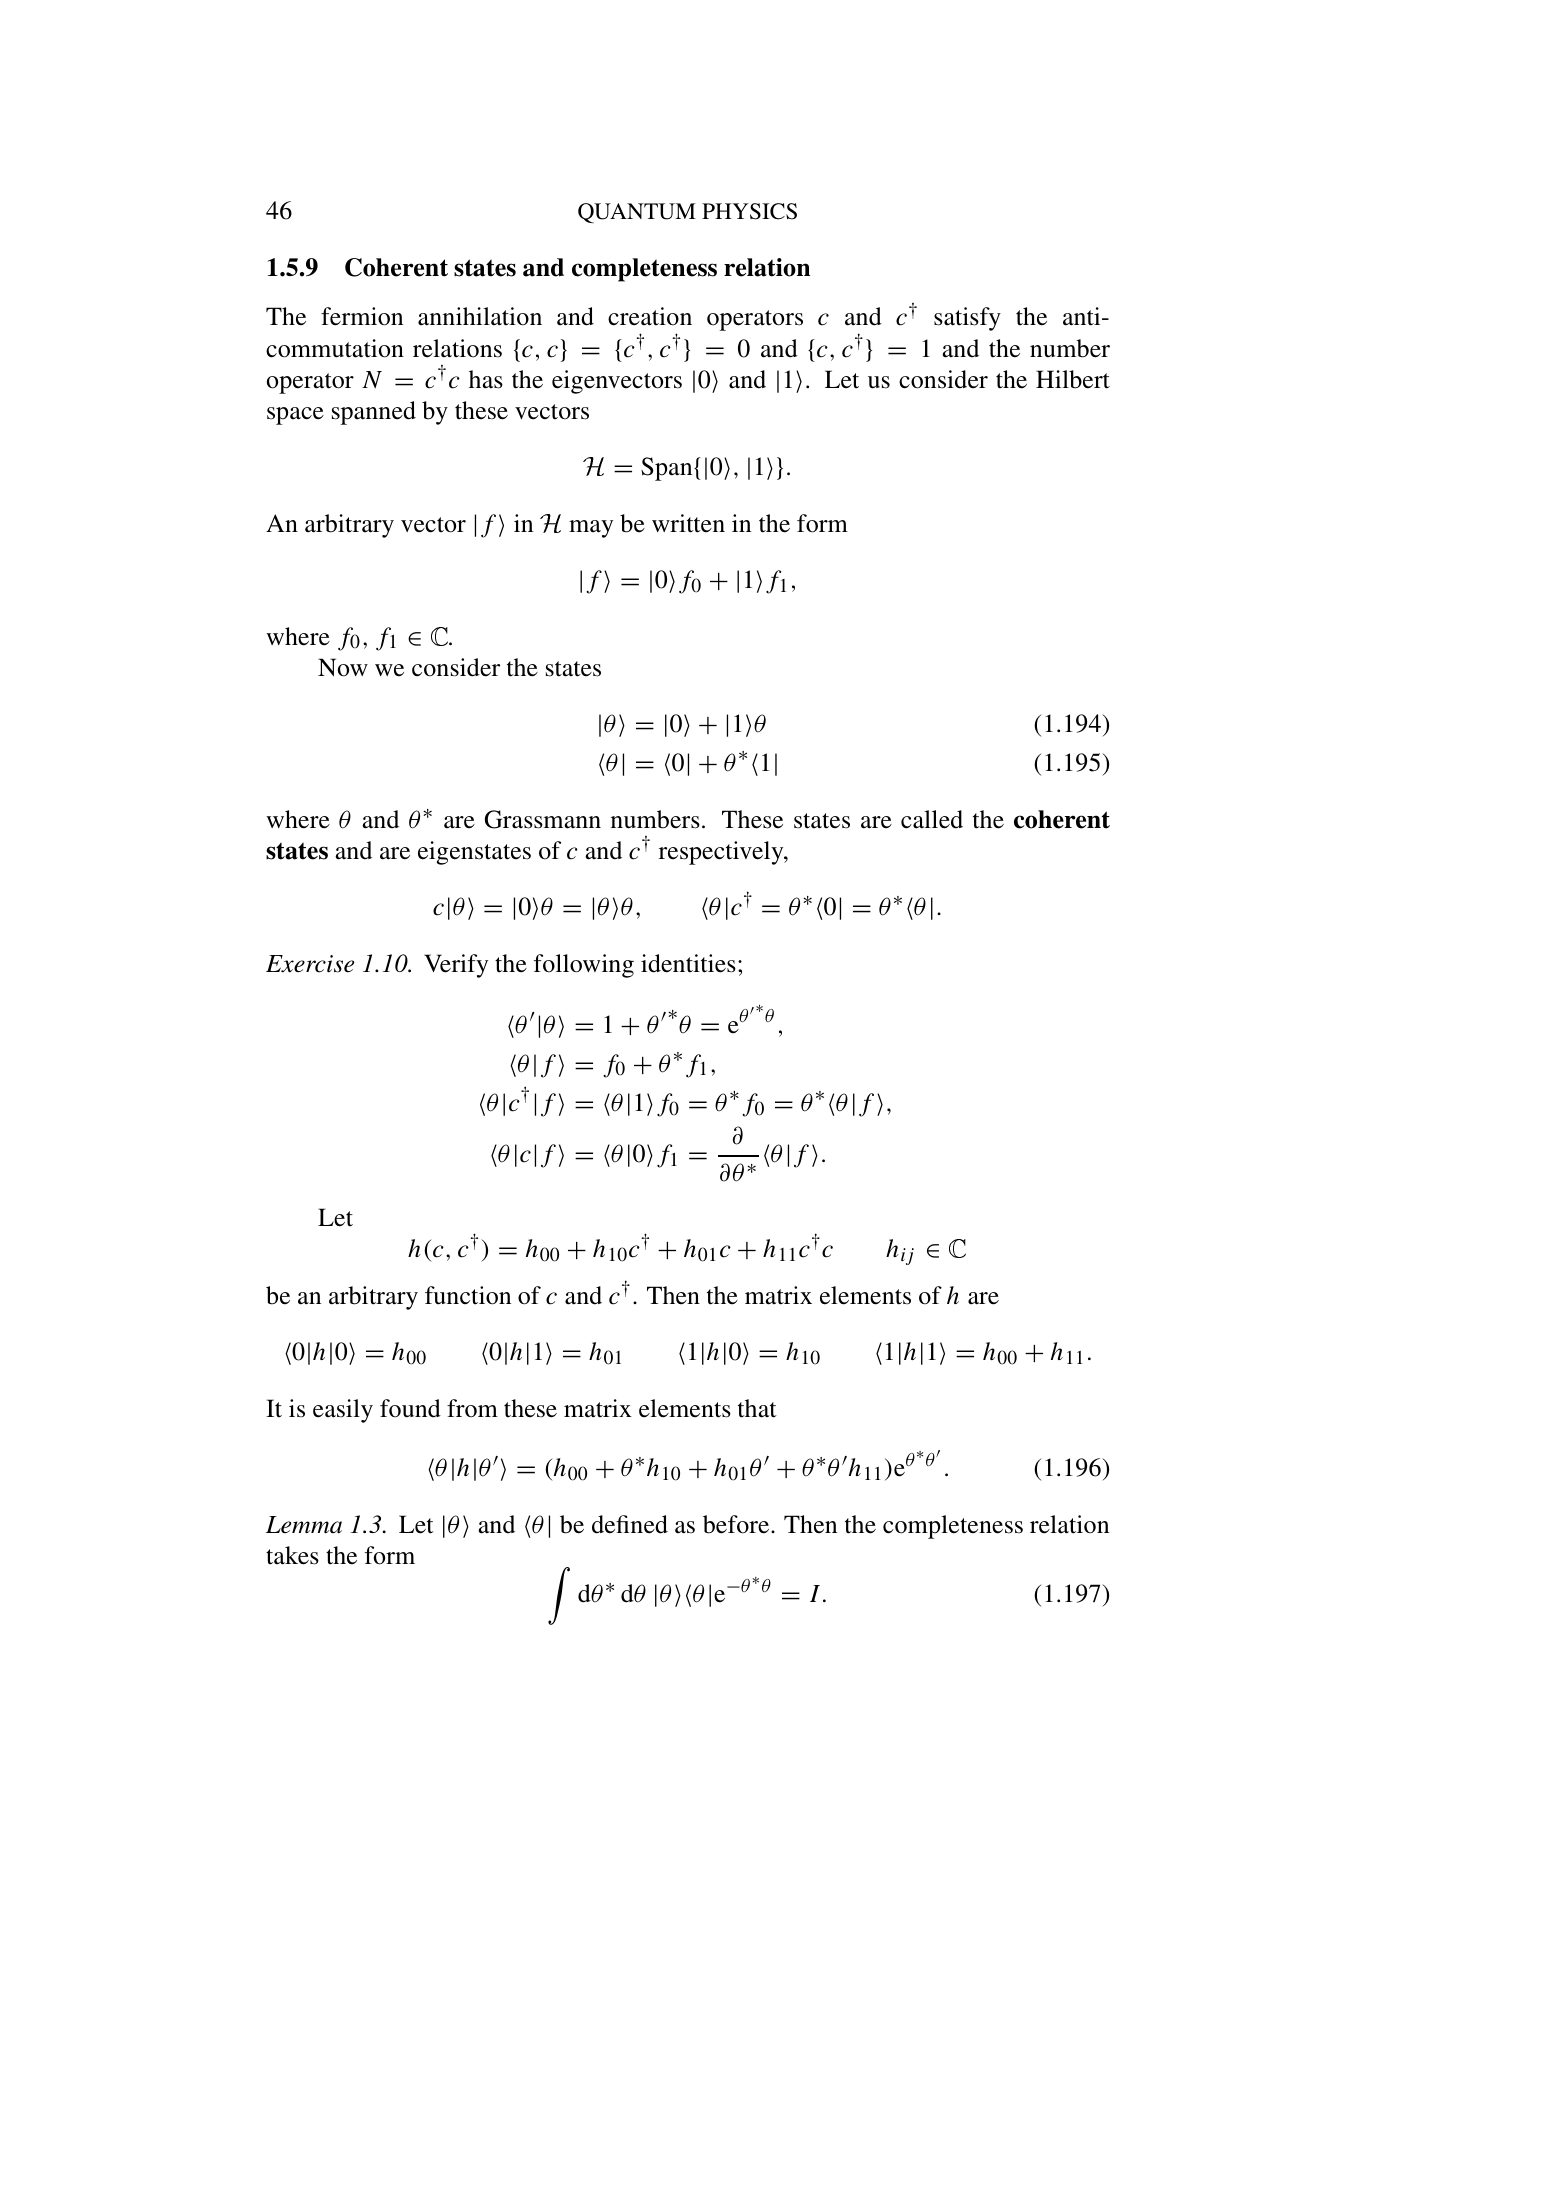 46 QUANTUM PHYSICS
1.5.9 Coherent states and completeness relation
The fermion annihilation and creation operators c and c† satisfy the anti-
commutation relations {c, c} = {c†, c†} = 0 and {c, c†} = 1 and the number
operator N = c†c has the eigenvectors |0⟩ and |1⟩. Let us consider the Hilbert
space spanned by these vectors
ℋ = Span{|0⟩, |1⟩}.
An arbitrary vector |f⟩ in ℋ may be written in the form
|f⟩ = |0⟩f₀ + |1⟩f₁,
where f₀, f₁ ∈ ℂ.
Now we consider the states
|θ⟩ = |0⟩ + |1⟩θ (1.194)
⟨θ| = ⟨0| + θ*⟨1| (1.195)
where θ and θ* are Grassmann numbers. These states are called the coherent
states and are eigenstates of c and c† respectively,
c|θ⟩ = |0⟩θ = |θ⟩θ, ⟨θ|c† = θ*⟨0| = θ*⟨θ|.
Exercise 1.10. Verify the following identities;
⟨θ′|θ⟩ = 1 + θ′*θ = e^{θ′*θ},
⟨θ|f⟩ = f₀ + θ*f₁,
⟨θ|c†|f⟩ = ⟨θ|1⟩f₀ = θ*f₀ = θ*⟨θ|f⟩,
⟨θ|c|f⟩ = ⟨θ|0⟩f₁ = ∂/∂θ* ⟨θ|f⟩.
Let
h(c, c†) = h₀₀ + h₁₀c† + h₀₁c + h₁₁c†c h_{ij} ∈ ℂ
be an arbitrary function of c and c†. Then the matrix elements of h are
⟨0|h|0⟩ = h₀₀ ⟨0|h|1⟩ = h₀₁ ⟨1|h|0⟩ = h₁₀ ⟨1|h|1⟩ = h₀₀ + h₁₁.
It is easily found from these matrix elements that
⟨θ|h|θ′⟩ = (h₀₀ + θ*h₁₀ + h₀₁θ′ + θ*θ′h₁₁)e^{θ*θ′}. (1.196)
Lemma 1.3. Let |θ⟩ and ⟨θ| be defined as before. Then the completeness relation
takes the form
∫ dθ* dθ |θ⟩⟨θ|e^{−θ*θ} = I. (1.197)